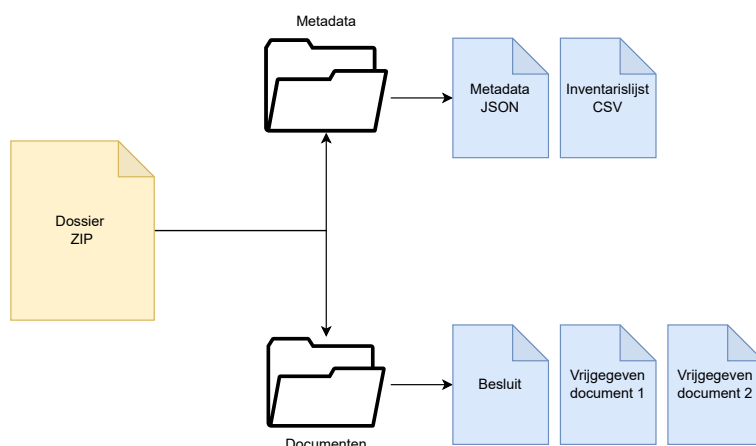 Metadata
Metadata
JSON
Inventarislijst
CSV
Dossier
ZIP
Besluit
Vrijgegeven
document 1
Vrijgegeven
document 2
Documenten